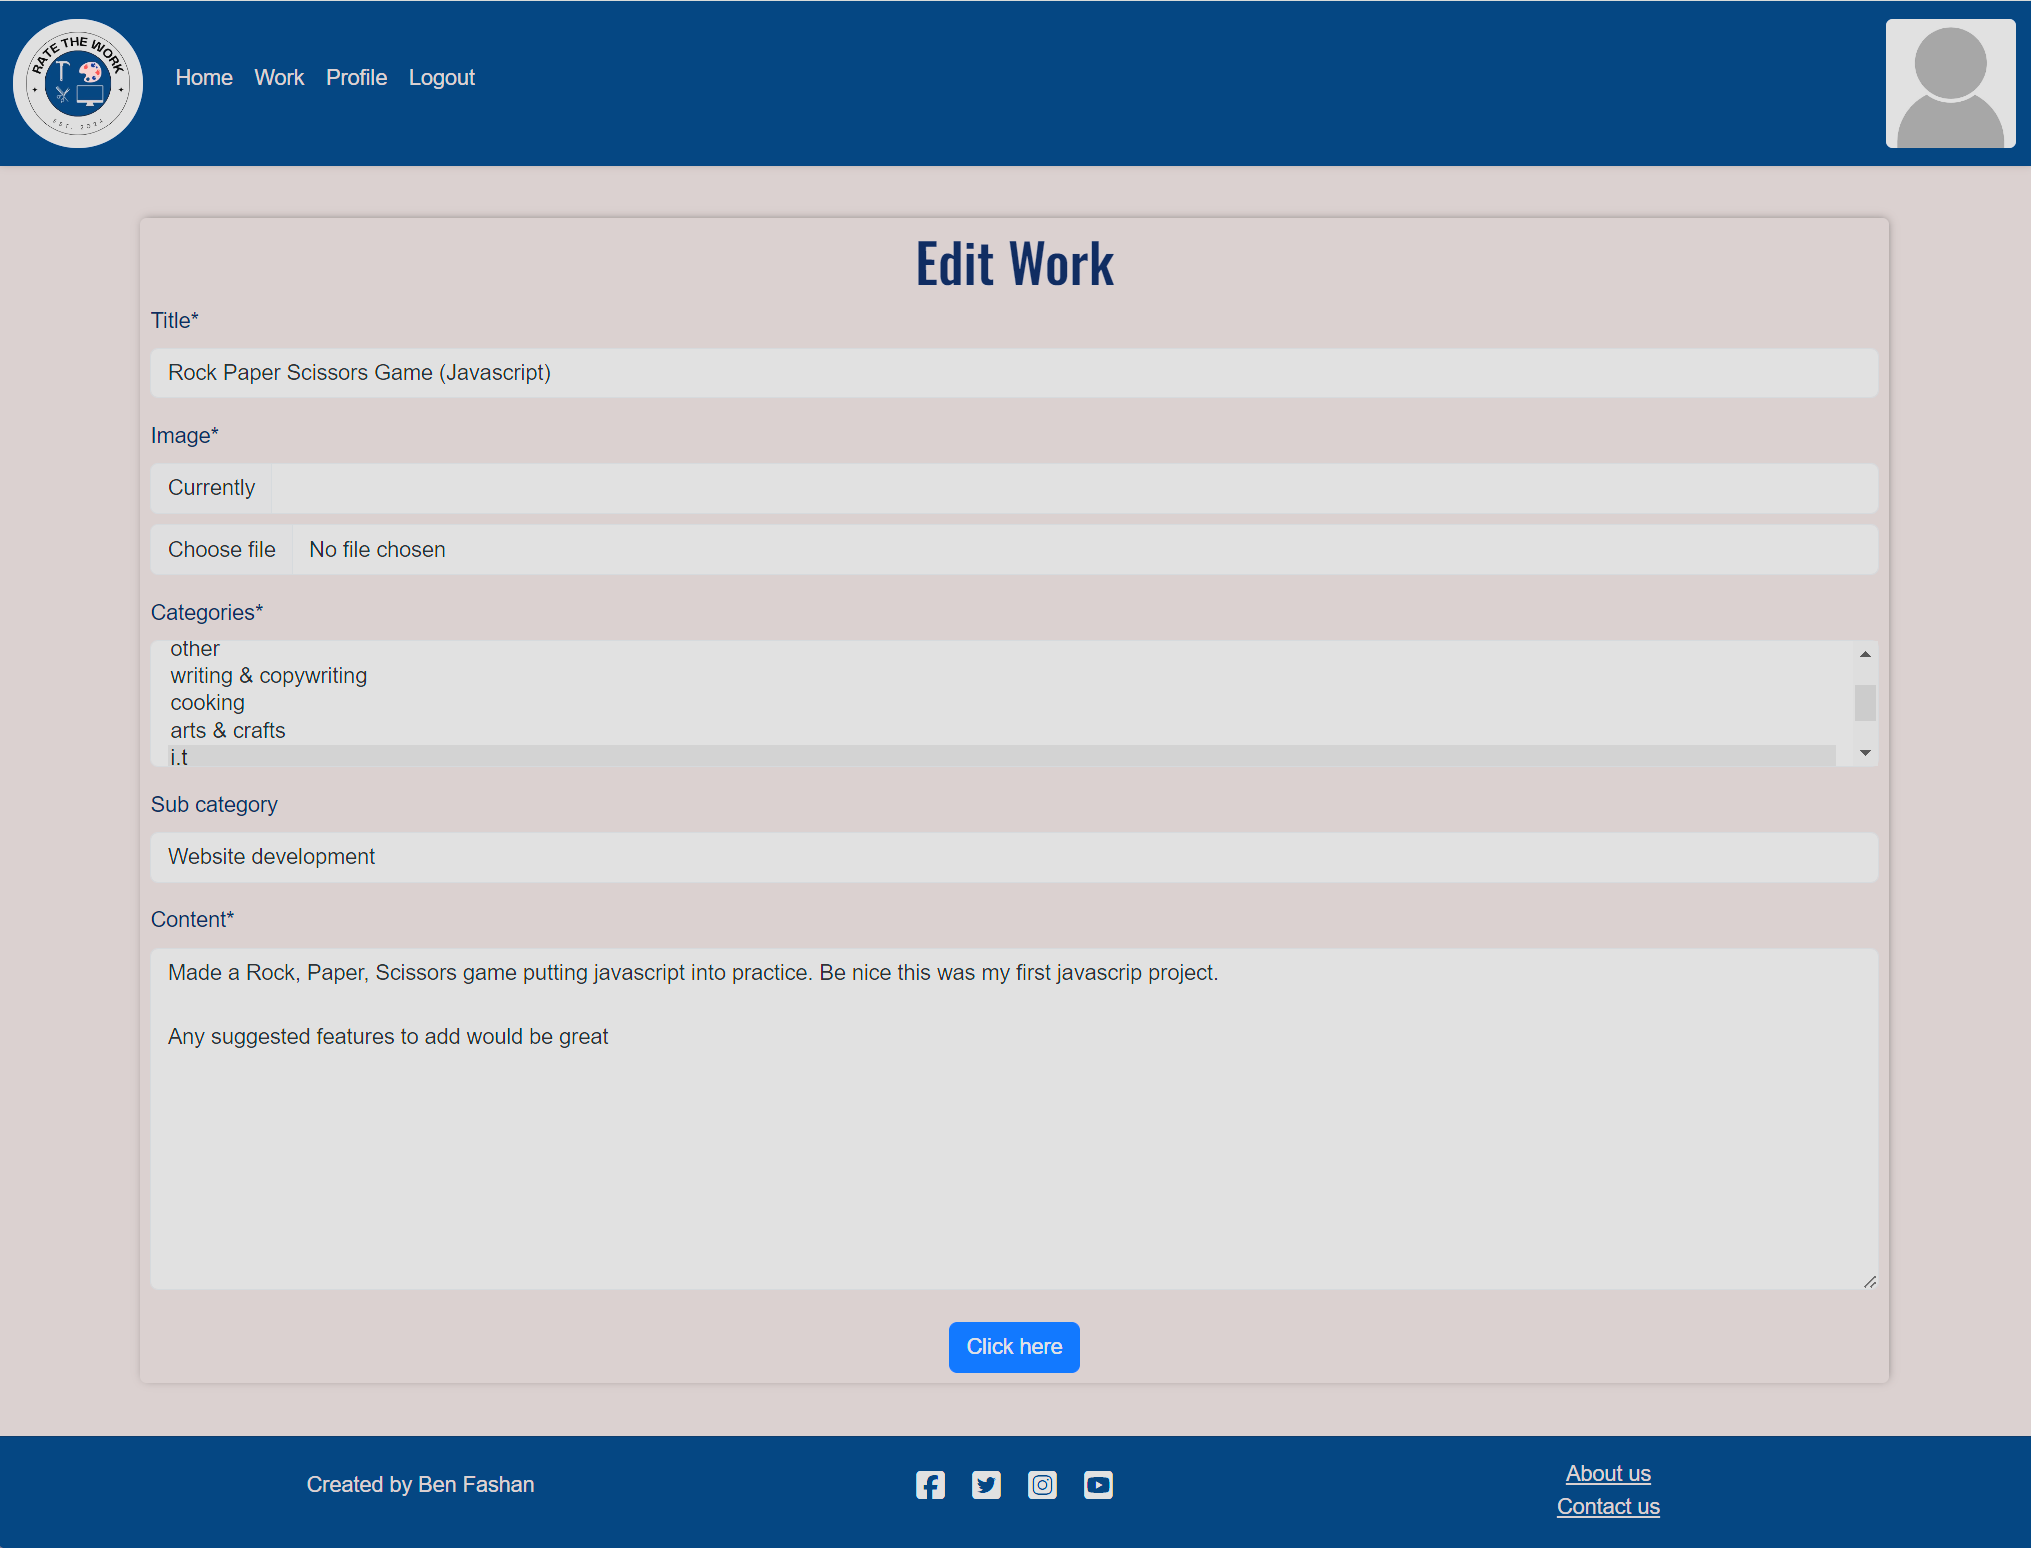 RATE THE WORK
EST. 2022
Home Work Profile Logout
Edit Work
Title*
Rock Paper Scissors Game (Javascript)
Image*
Currently
Choose file No file chosen
Categories*
other
writing & copywriting
cooking
arts & crafts
i.t
Sub category
Website development
Content*
Made a Rock, Paper, Scissors game putting javascript into practice. Be nice this was my first javascrip project.
Any suggested features to add would be great
Click here
Created by Ben Fashan
About us
Contact us